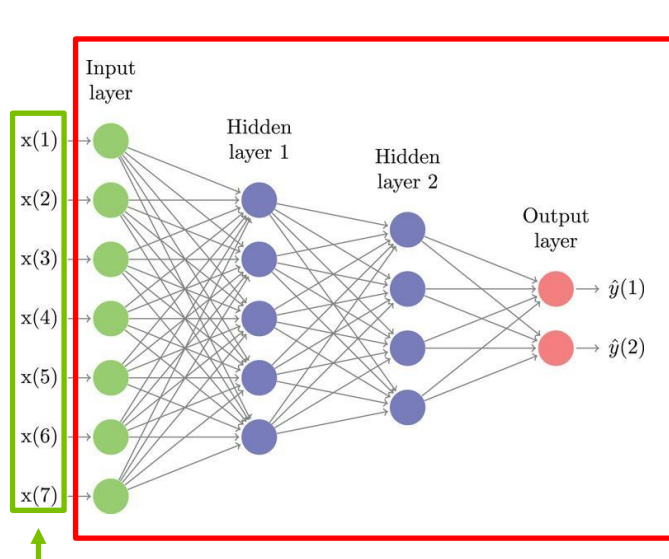 Input
layer
Hidden
layer 1
Hidden
layer 2
Output
layer
x(1)
x(2)
x(3)
x(4)
x(5)
x(6)
x(7)
ŷ(1)
ŷ(2)